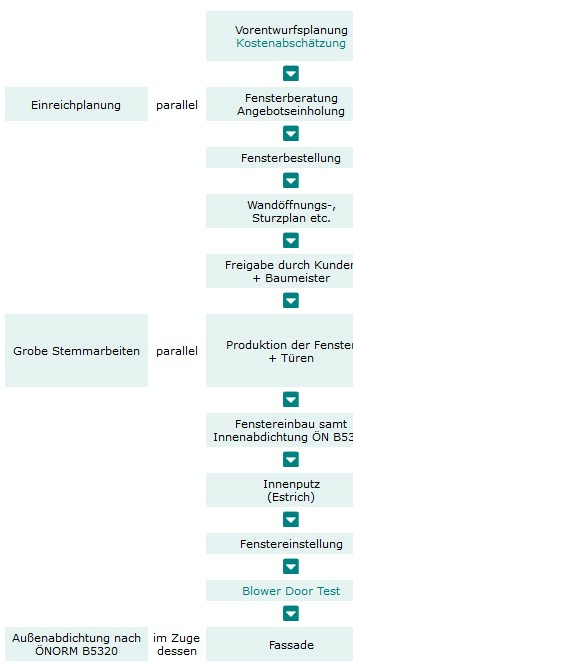 Vorentwurfsplanung
Kostenabschätzung
Einreichplanung parallel Fensterberatung
Angebotseinholung
Fensterbestellung
Wandöffnungs-,
Sturzplan etc.
Freigabe durch Kunden
+ Baumeister
Grobe Stemmarbeiten parallel Produktion der Fenster
+ Türen
Fenstereinbau samt
Innenabdichtung ÖN B53
Innenputz
(Estrich)
Fenstereinstellung
Blower Door Test
Außenabdichtung nach
ÖNORM B5320
im Zuge
dessen
Fassade